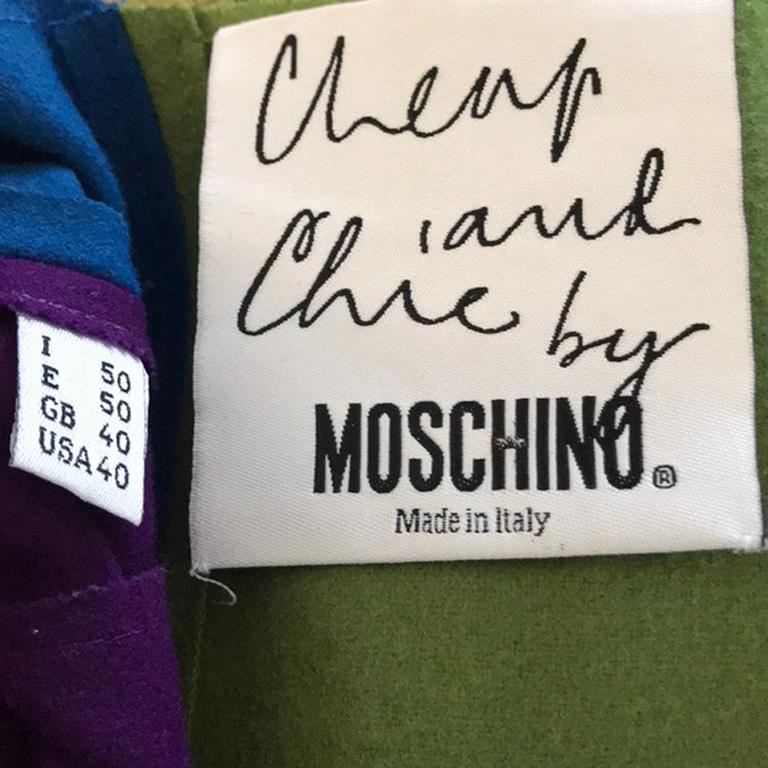 Cheap
and
Chic by
MOSCHINO®
Made in Italy
I 50
E 50
GB 40
USA 40